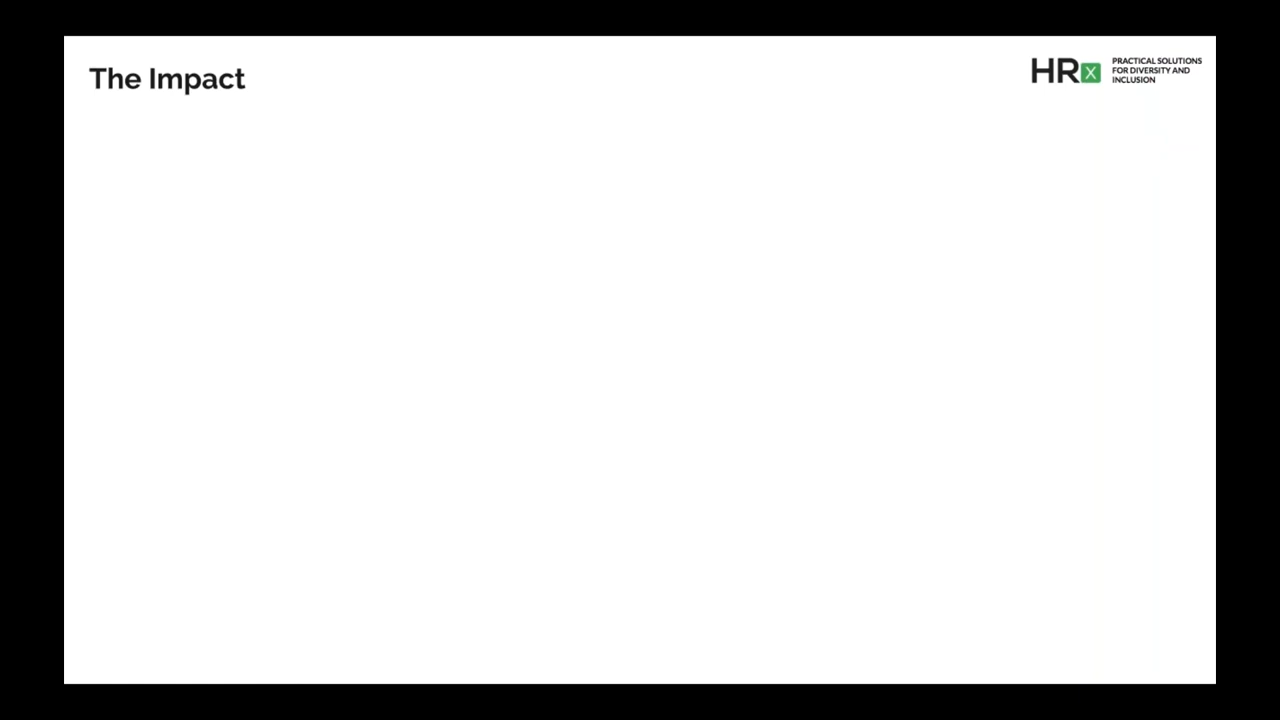 The Impact
HRx
PRACTICAL SOLUTIONS
FOR DIVERSITY AND
INCLUSION